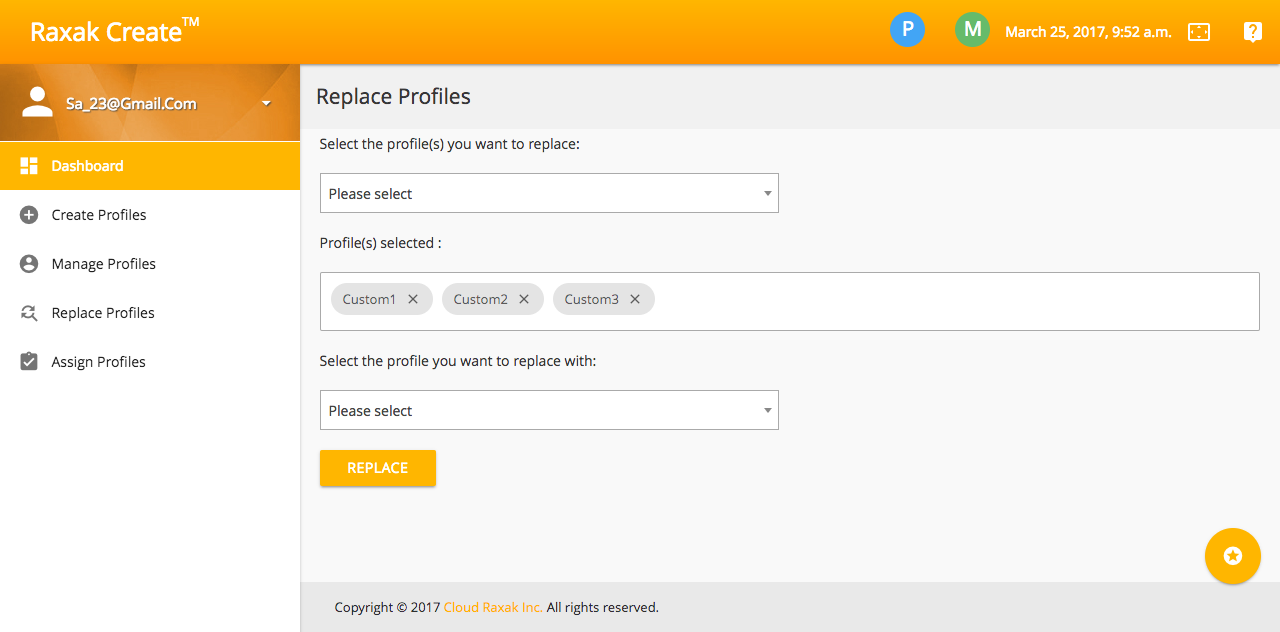 Raxak Create™
P
M
March 25, 2017, 9:52 a.m.
Sa_23@Gmail.Com
Dashboard
Create Profiles
Manage Profiles
Replace Profiles
Assign Profiles
Replace Profiles
Select the profile(s) you want to replace:
Please select
Profile(s) selected :
Custom1 Custom2 Custom3
Select the profile you want to replace with:
Please select
REPLACE
Copyright © 2017 Cloud Raxak Inc. All rights reserved.